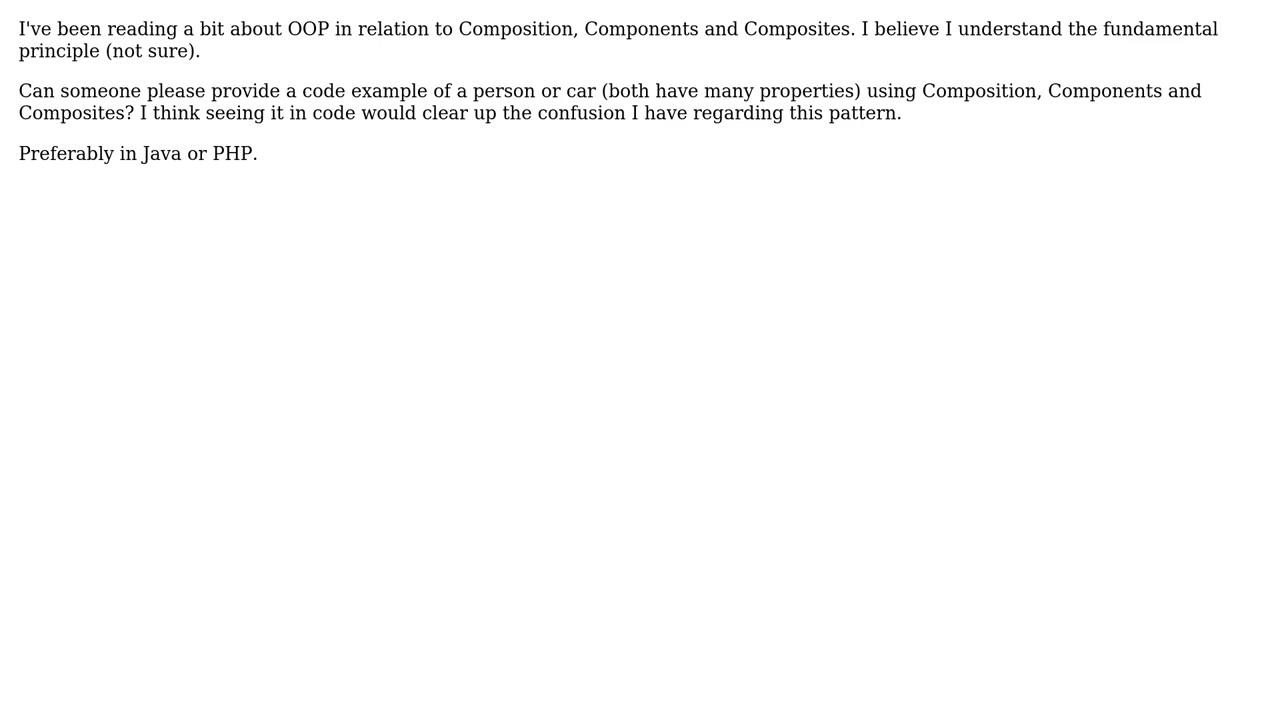 I've been reading a bit about OOP in relation to Composition, Components and Composites. I believe I understand the fundamental
principle (not sure).
Can someone please provide a code example of a person or car (both have many properties) using Composition, Components and
Composites? I think seeing it in code would clear up the confusion I have regarding this pattern.
Preferably in Java or PHP.